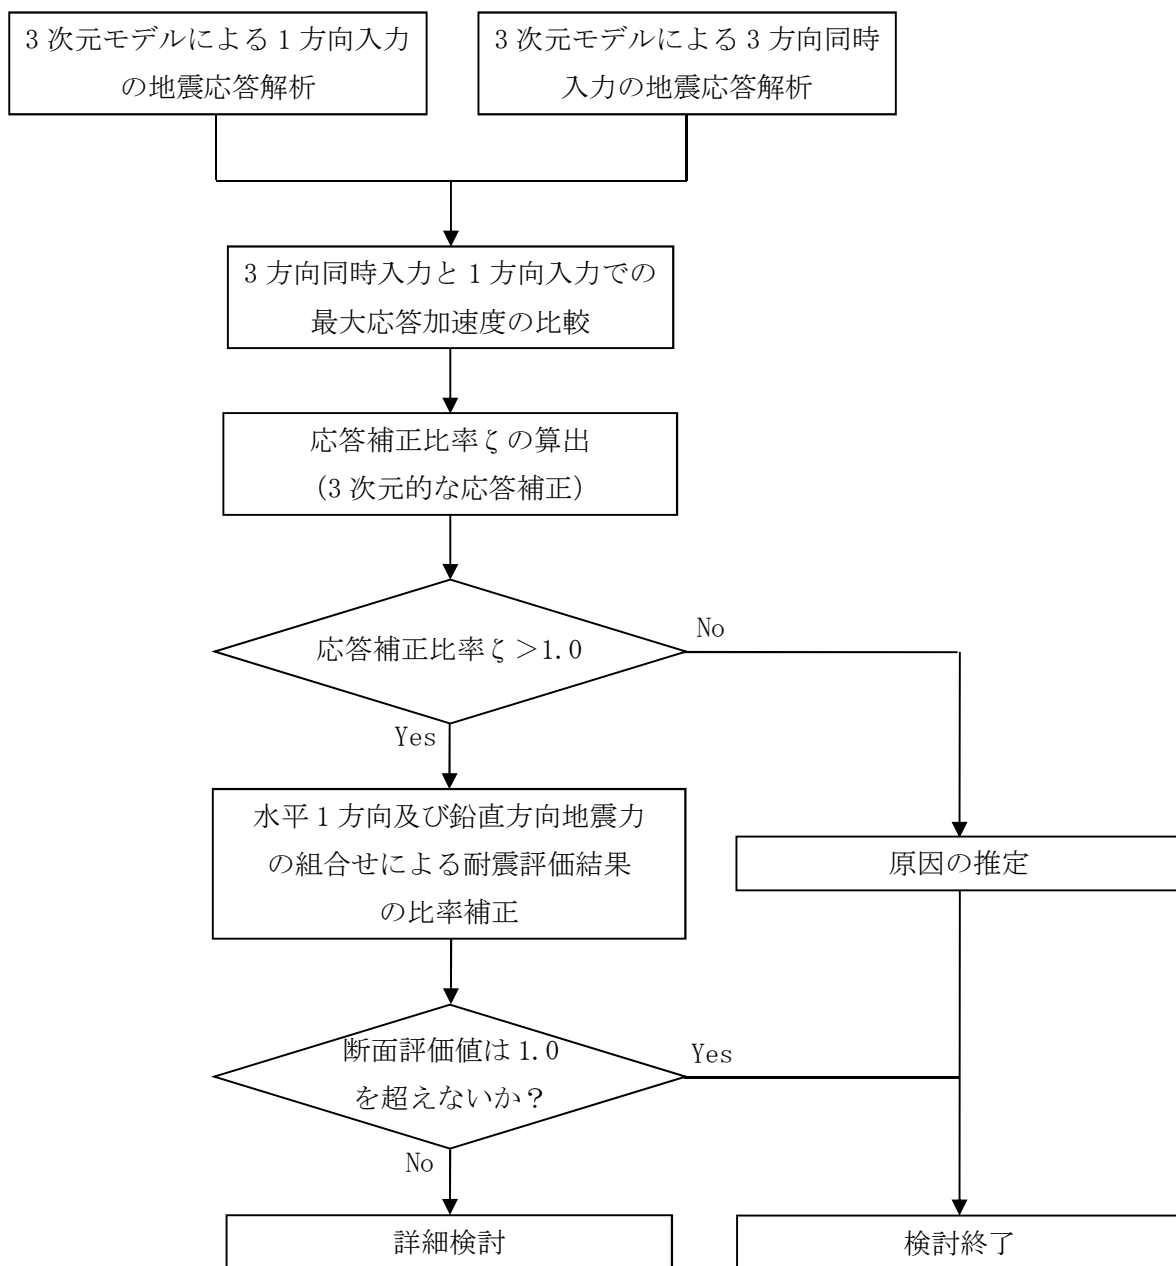 3 次元モデルによる 1 方向入力
の地震応答解析
3 次元モデルによる 3 方向同時
入力の地震応答解析
3 方向同時入力と 1 方向入力での
最大応答加速度の比較
応答補正比率ζの算出
（3 次元的な応答補正）
応答補正比率ζ＞1.0
No
Yes
水平 1 方向及び鉛直方向地震力
の組合せによる耐震評価結果
の比率補正
原因の推定
断面評価値は 1.0
を超えないか？
Yes
No
詳細検討
検討終了